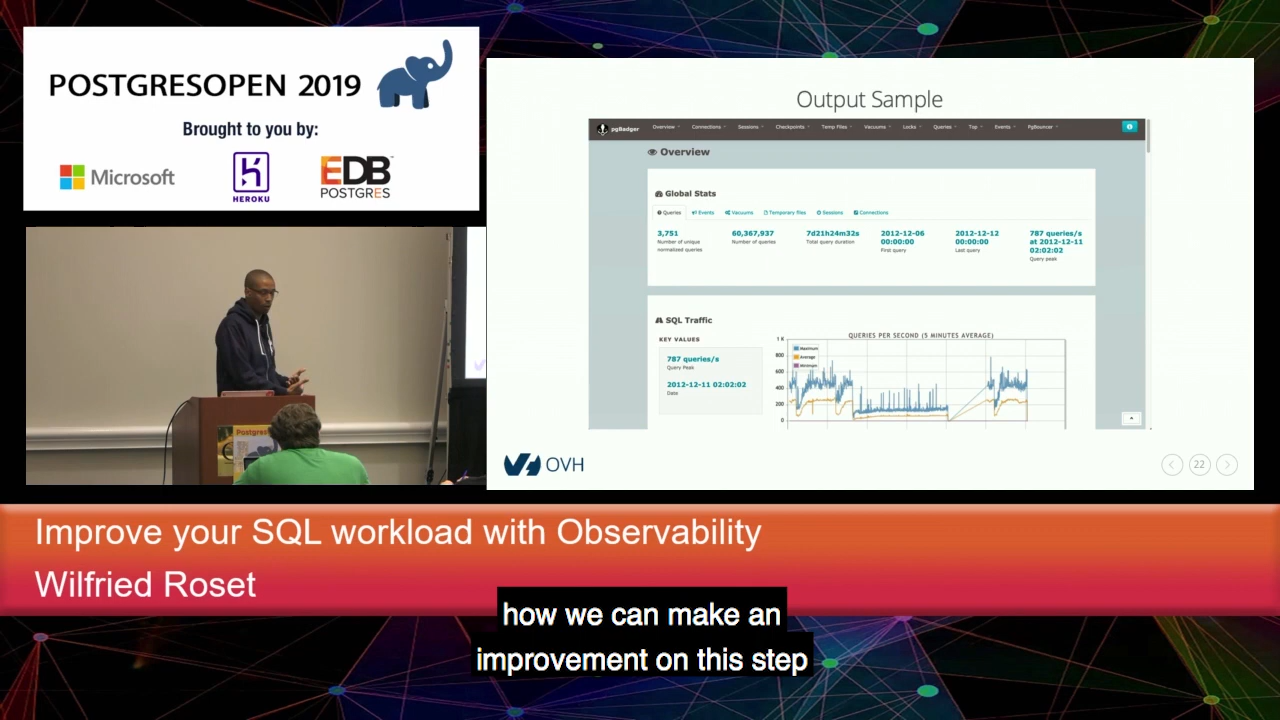 POSTGRESOPEN 2019
Brought to you by:
Microsoft
HEROKU
EDB
POSTGRES
Output Sample
pgBadger Overview Connections Sessions Checkpoints Temp Files Vacuums Locks Queries Top Events PgBouncer
Overview
Global Stats
Queries Events Vacuums Temporary files Sessions Connections
3,751
Number of unique
normalized queries
60,367,937
Number of queries
7d21h24m32s
Total query duration
2012-12-06
00:00:00
First query
2012-12-12
00:00:00
Last query
787 queries/s
at 2012-12-11
02:02:02
Query peak
SQL Traffic
KEY VALUES
787 queries/s
Query Peak
2012-12-11 02:02:02
Date
QUERIES PER SECOND (5 MINUTES AVERAGE)
1 K
800
600
400
200
0
Maximum
Average
Minimum
OVH
22
Improve your SQL workload with Observability
Wilfried Roset
how we can make an
improvement on this step